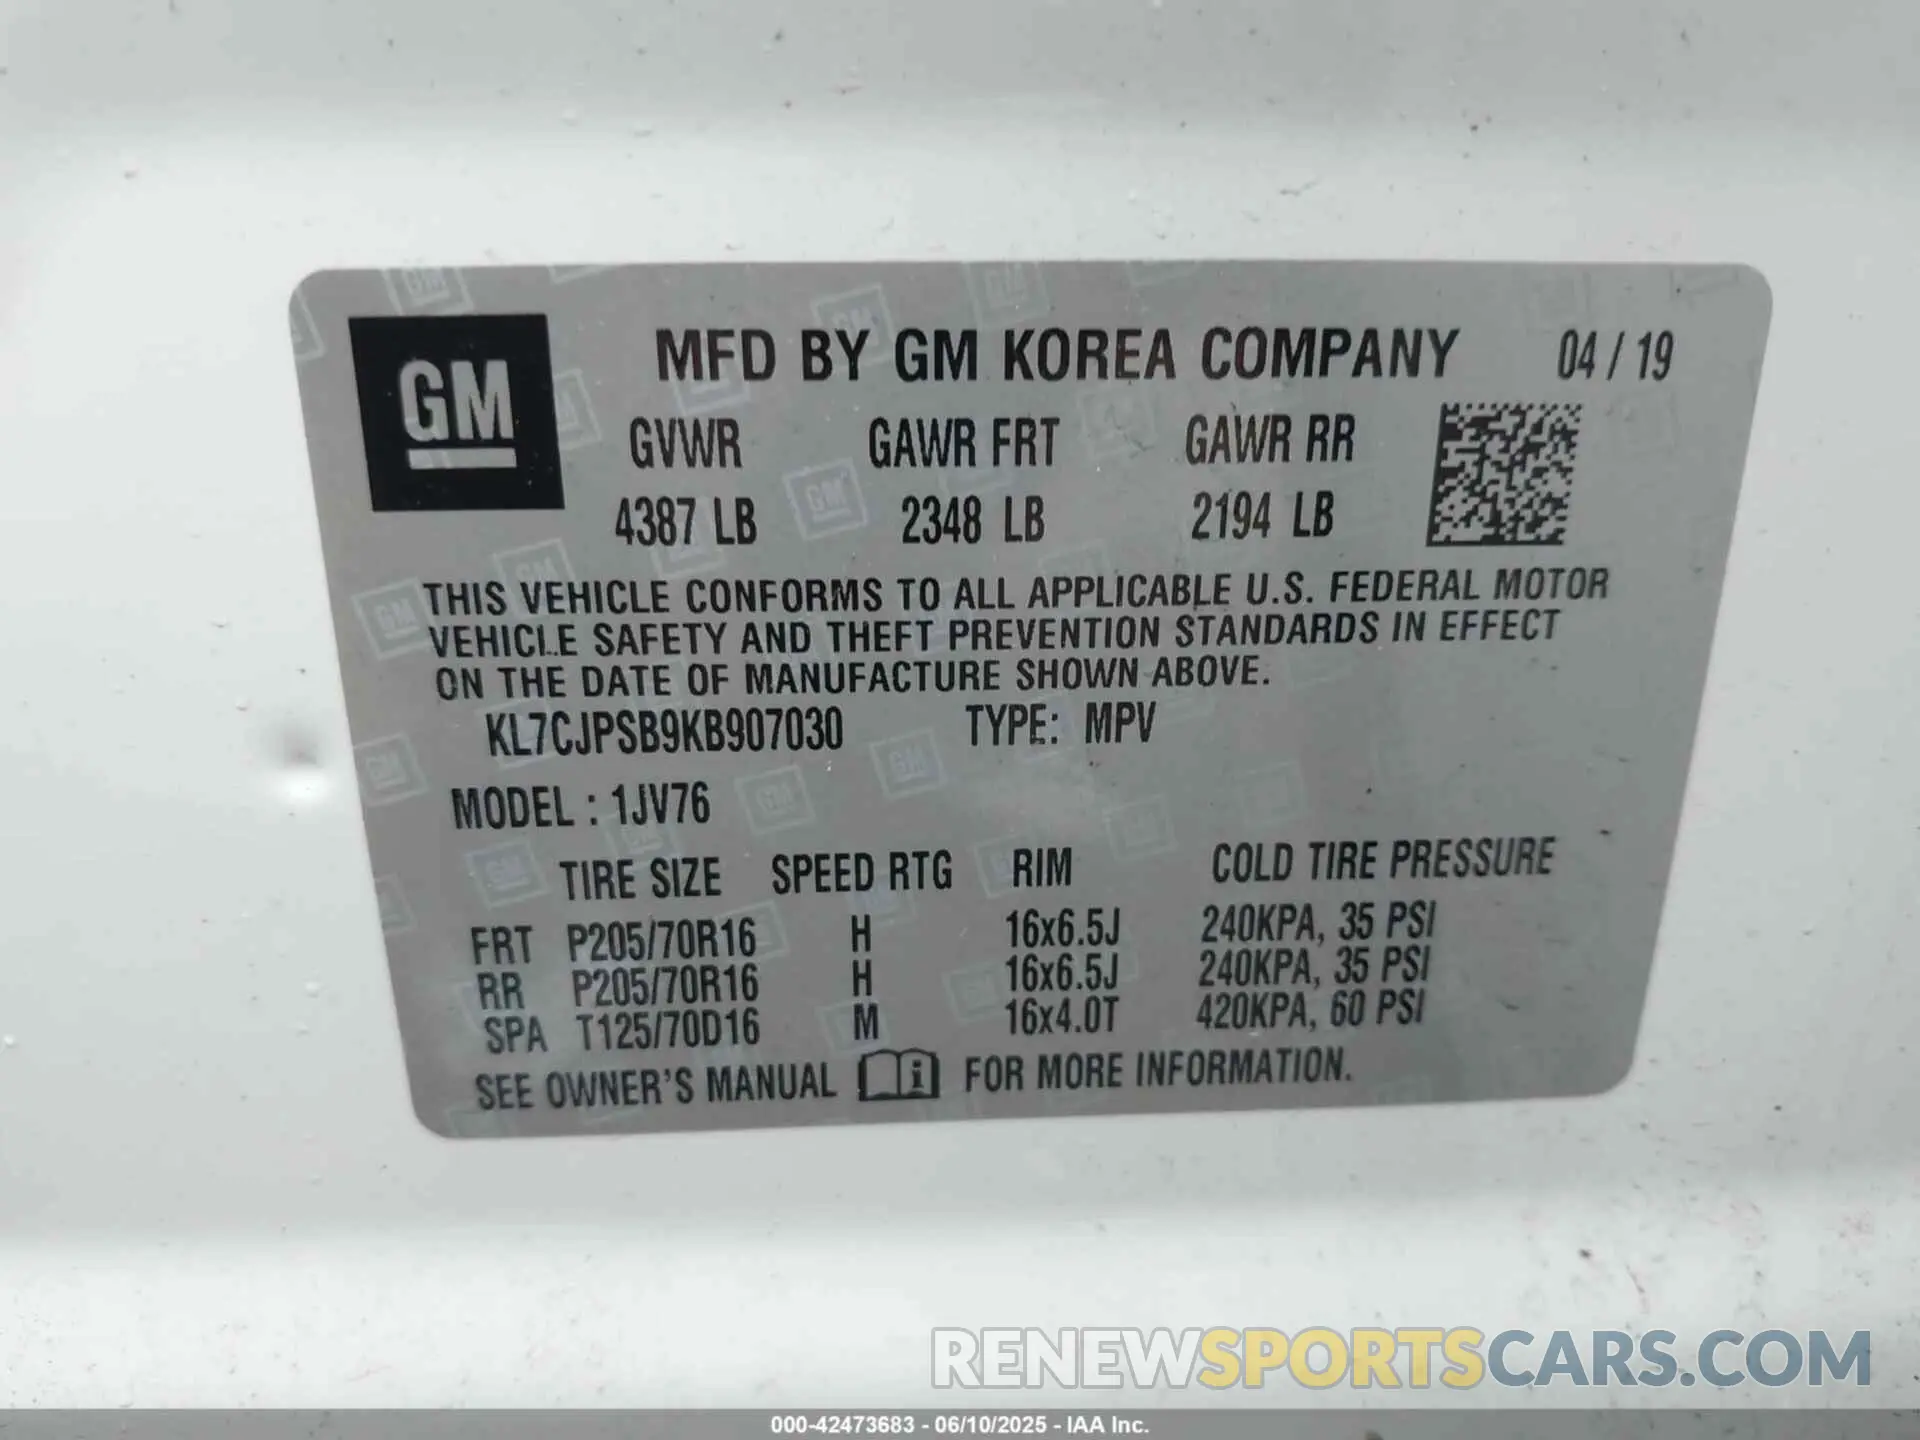 GM
MFD BY GM KOREA COMPANY 04 / 19
GVWR GAWR FRT GAWR RR
4387 LB 2348 LB 2194 LB
THIS VEHICLE CONFORMS TO ALL APPLICABLE U.S. FEDERAL MOTOR
VEHICLE SAFETY AND THEFT PREVENTION STANDARDS IN EFFECT
ON THE DATE OF MANUFACTURE SHOWN ABOVE.
KL7CJPSB9KB907030 TYPE: MPV
MODEL : 1JV76
TIRE SIZE SPEED RTG RIM COLD TIRE PRESSURE
FRT P205/70R16 H 16x6.5J 240KPA, 35 PSI
RR P205/70R16 H 16x6.5J 240KPA, 35 PSI
SPA T125/70D16 M 16x4.0T 420KPA, 60 PSI
SEE OWNER'S MANUAL i FOR MORE INFORMATION.
RENEWSPORTSCARS.COM
000-42473683 - 06/10/2025 - IAA Inc.